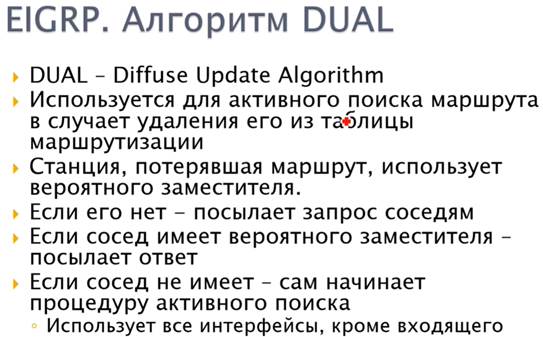 EIGRP. Алгоритм DUAL
DUAL – Diffuse Update Algorithm
Используется для активного поиска маршрута
в случает удаления его из таблицы
маршрутизации
Станция, потерявшая маршрут, использует
вероятного заместителя.
Если его нет – посылает запрос соседям
Если сосед имеет вероятного заместителя –
посылает ответ
Если сосед не имеет – сам начинает
процедуру активного поиска
Использует все интерфейсы, кроме входящего